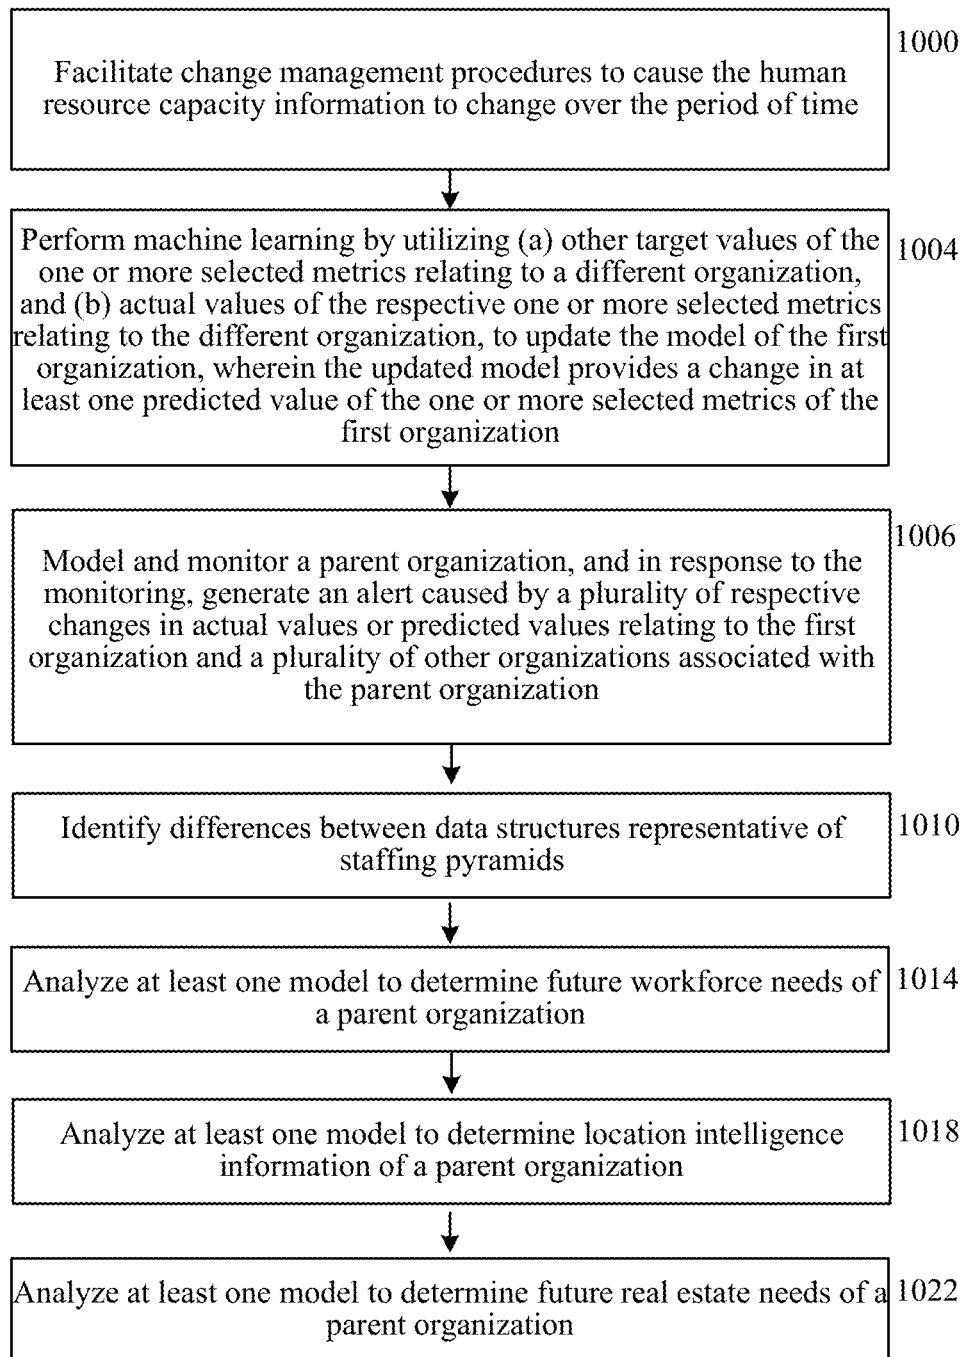 1000
Facilitate change management procedures to cause the human
resource capacity information to change over the period of time
1004
Perform machine learning by utilizing (a) other target values of the
one or more selected metrics relating to a different organization,
and (b) actual values of the respective one or more selected metrics
relating to the different organization, to update the model of the first
organization, wherein the updated model provides a change in at
least one predicted value of the one or more selected metrics of the
first organization
1006
Model and monitor a parent organization, and in response to the
monitoring, generate an alert caused by a plurality of respective
changes in actual values or predicted values relating to the first
organization and a plurality of other organizations associated with
the parent organization
1010
Identify differences between data structures representative of
staffing pyramids
1014
Analyze at least one model to determine future workforce needs of
a parent organization
1018
Analyze at least one model to determine location intelligence
information of a parent organization
1022
Analyze at least one model to determine future real estate needs of a
parent organization